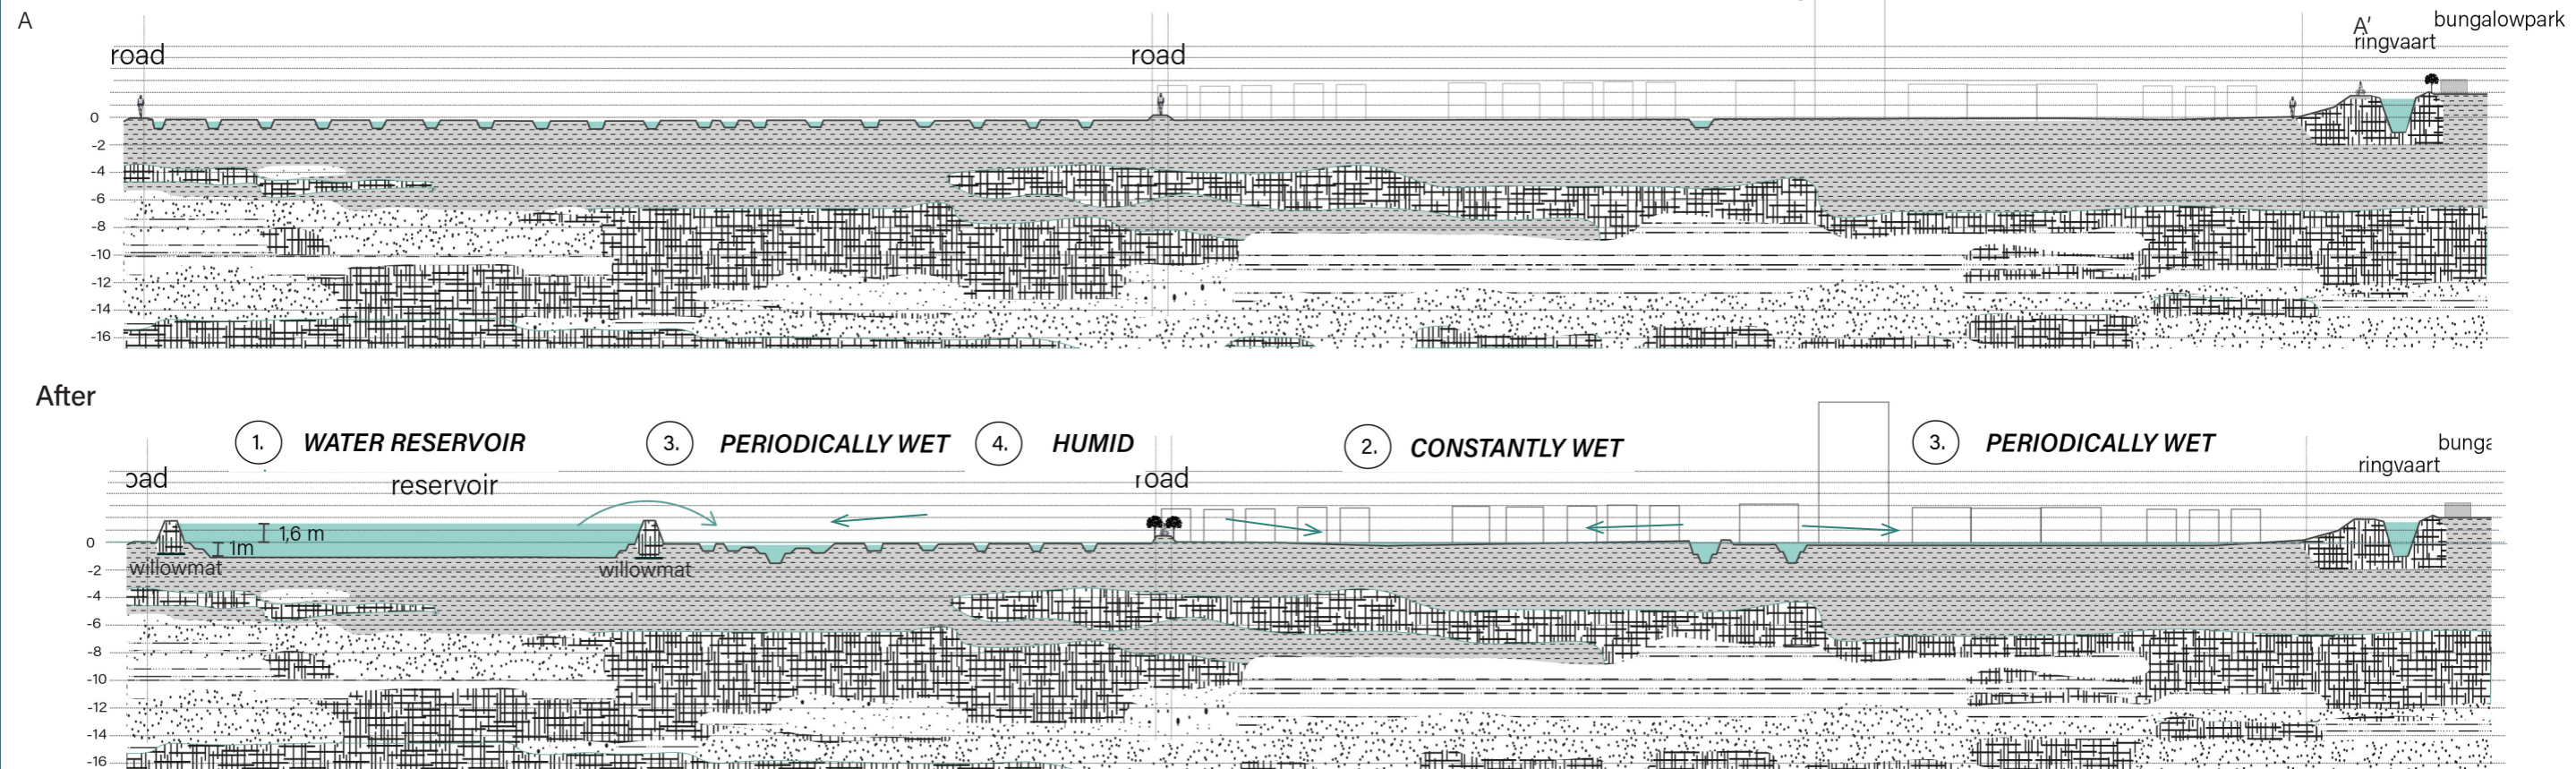 A
A'
bungalowpark
road
road
ringvaart
0
-2
-4
-6
-8
-10
-12
-14
-16
After
1. WATER RESERVOIR
3. PERIODICALLY WET
4. HUMID
2. CONSTANTLY WET
3. PERIODICALLY WET
bunga
oad
reservoir
road
ringvaart
1,6 m
1m
willowmat
willowmat
0
-2
-4
-6
-8
-10
-12
-14
-16